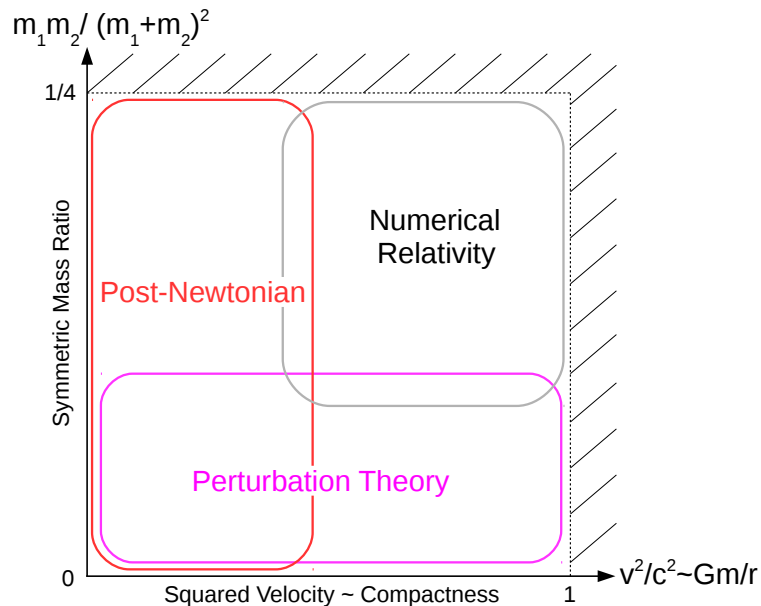 m₁m₂/ (m₁+m₂)²
1/4
Numerical
Relativity
Post-Newtonian
Symmetric Mass Ratio
Perturbation Theory
0
Squared Velocity ~ Compactness
1
v²/c²~Gm/r